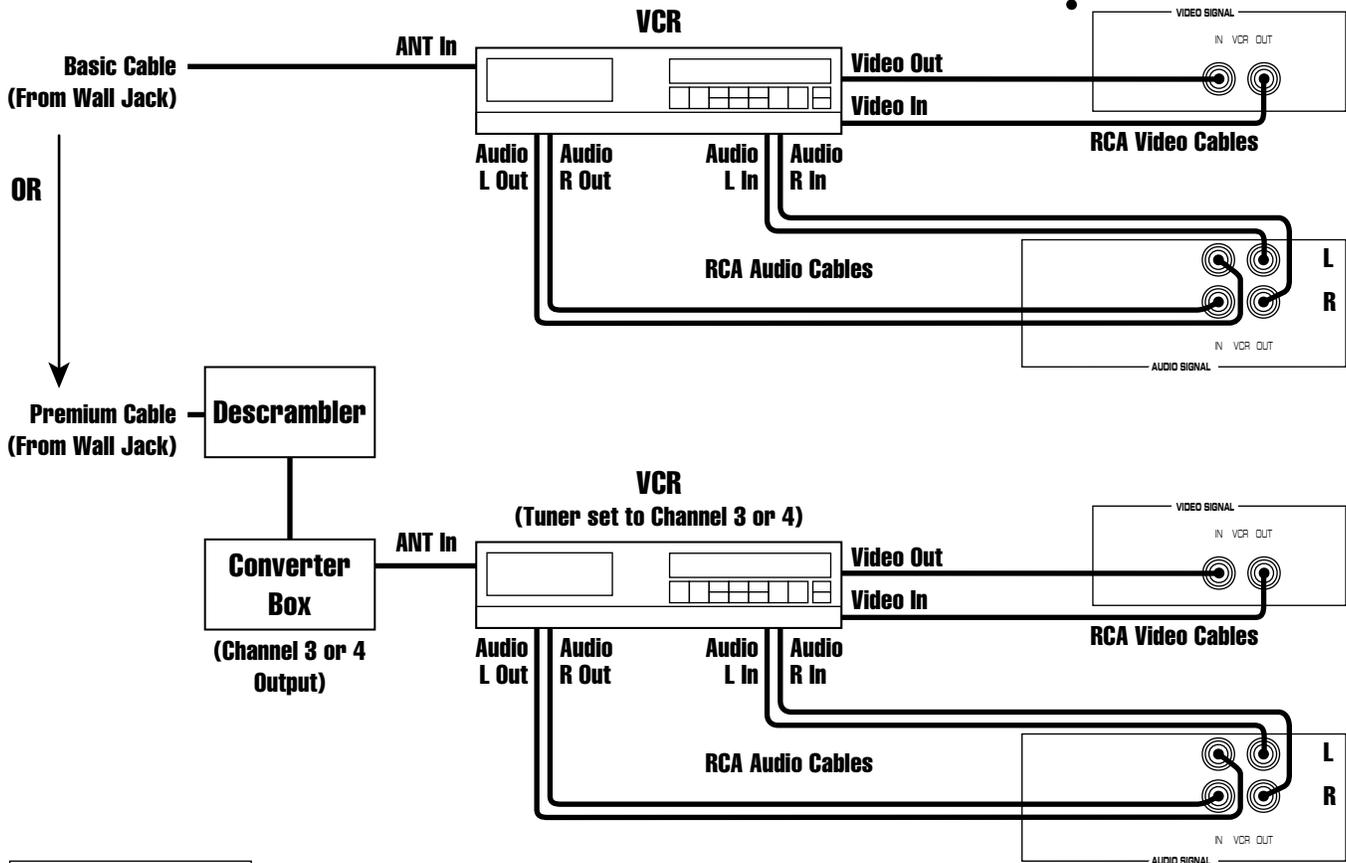 VCR
VIDEO SIGNAL
IN VCR OUT
ANT In
Basic Cable
(From Wall Jack)
Video Out
Video In
RCA Video Cables
Audio
L Out
Audio
R Out
Audio
L In
Audio
R In
OR
RCA Audio Cables
L
R
IN VCR OUT
AUDIO SIGNAL
Premium Cable
(From Wall Jack)
Descrambler
VCR
(Tuner set to Channel 3 or 4)
VIDEO SIGNAL
IN VCR OUT
ANT In
Converter
Box
(Channel 3 or 4
Output)
Video Out
Video In
RCA Video Cables
Audio
L Out
Audio
R Out
Audio
L In
Audio
R In
RCA Audio Cables
L
R
IN VCR OUT
AUDIO SIGNAL